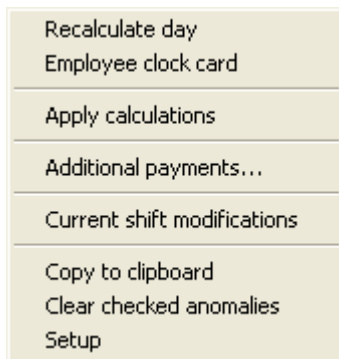 Recalculate day
Employee clock card
Apply calculations
Additional payments...
Current shift modifications
Copy to clipboard
Clear checked anomalies
Setup